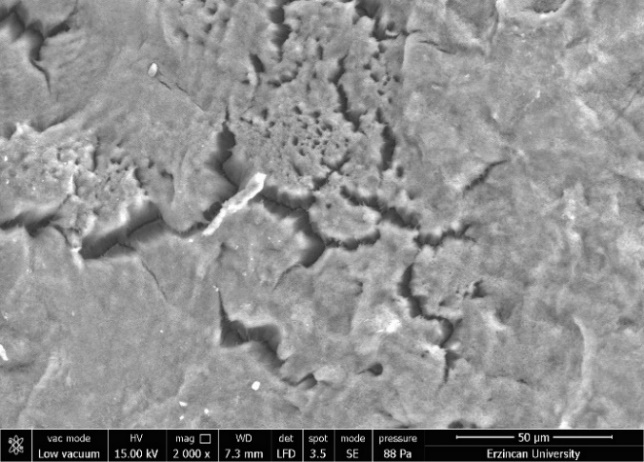 vac mode HV mag WD det spot mode pressure 50 µm
Low vacuum 15.00 kV 2 000 x 7.3 mm LFD 3.5 SE 88 Pa Erzincan University